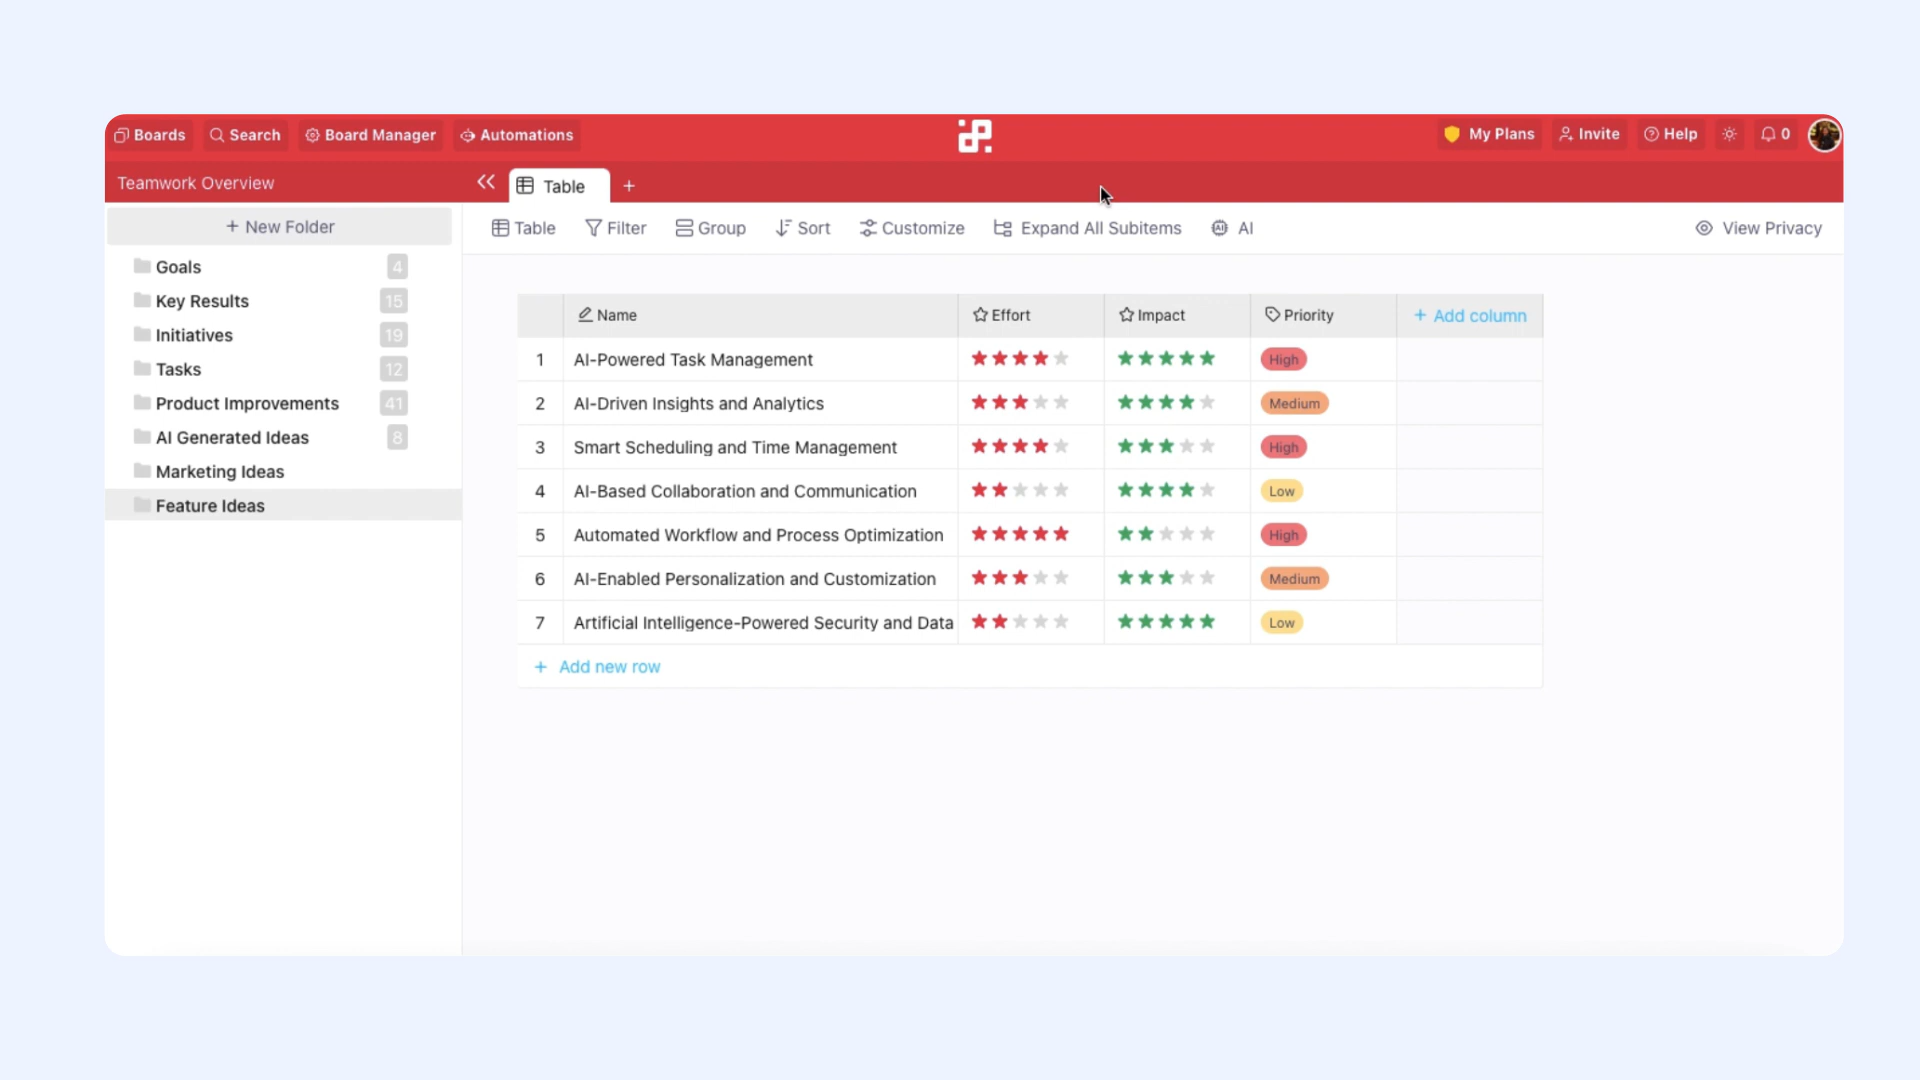 Boards Search Board Manager Automations My Plans Invite Help 0
Teamwork Overview Table +
+ New Folder Table Filter Group Sort Customize Expand All Subitems AI View Privacy
Goals 4
Key Results 15
Initiatives 19
Tasks 12
Product Improvements 41
AI Generated Ideas 8
Marketing Ideas
Feature Ideas
Name Effort Impact Priority + Add column
1 AI-Powered Task Management High
2 AI-Driven Insights and Analytics Medium
3 Smart Scheduling and Time Management High
4 AI-Based Collaboration and Communication Low
5 Automated Workflow and Process Optimization High
6 AI-Enabled Personalization and Customization Medium
7 Artificial Intelligence-Powered Security and Data Low
+ Add new row